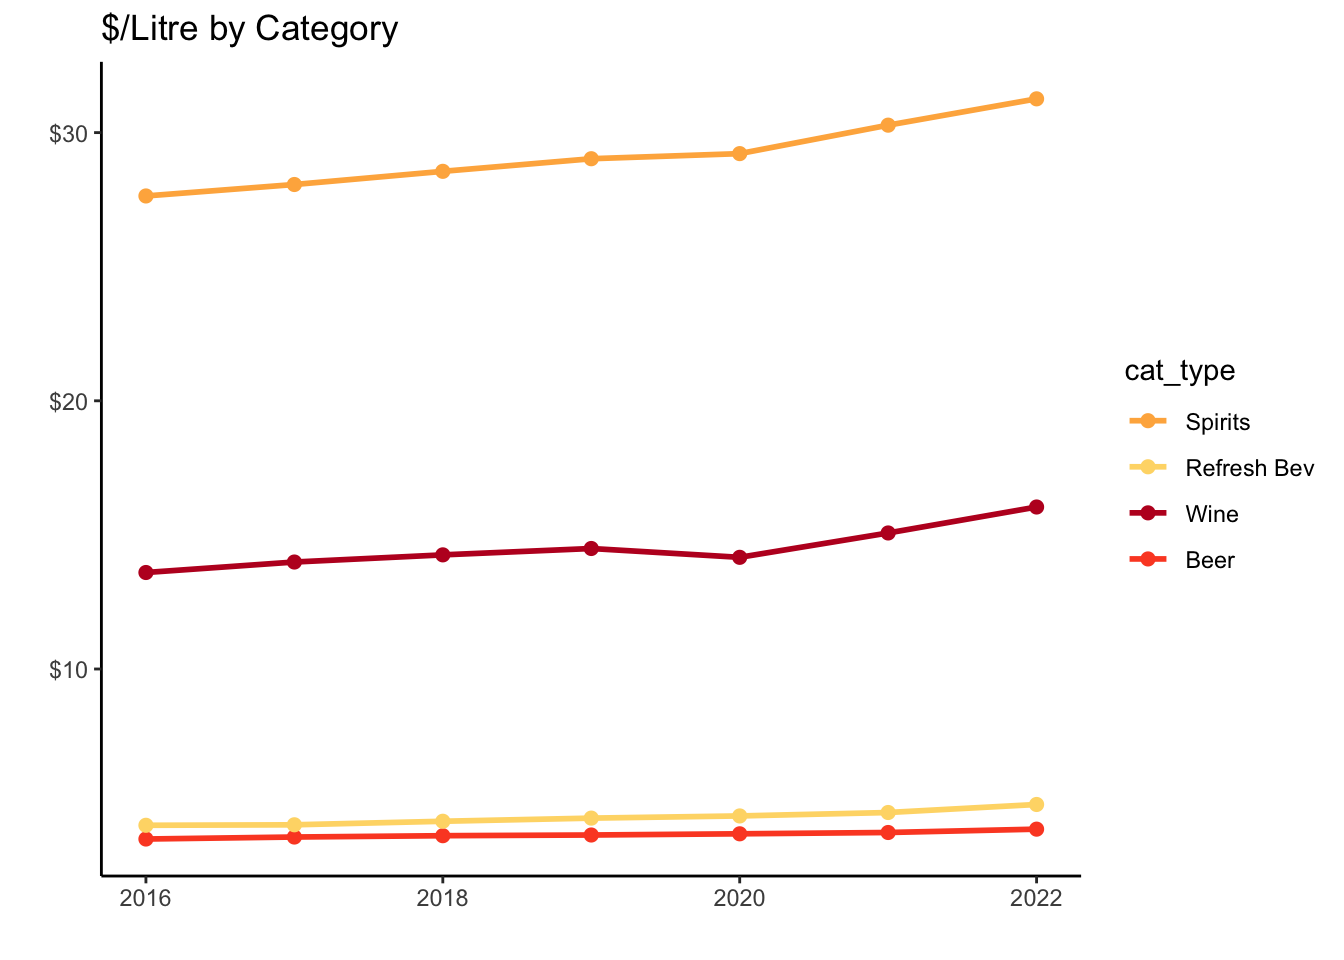 $/Litre by Category
$30
$20
$10
2016
2018
2020
2022
cat_type
Spirits
Refresh Bev
Wine
Beer